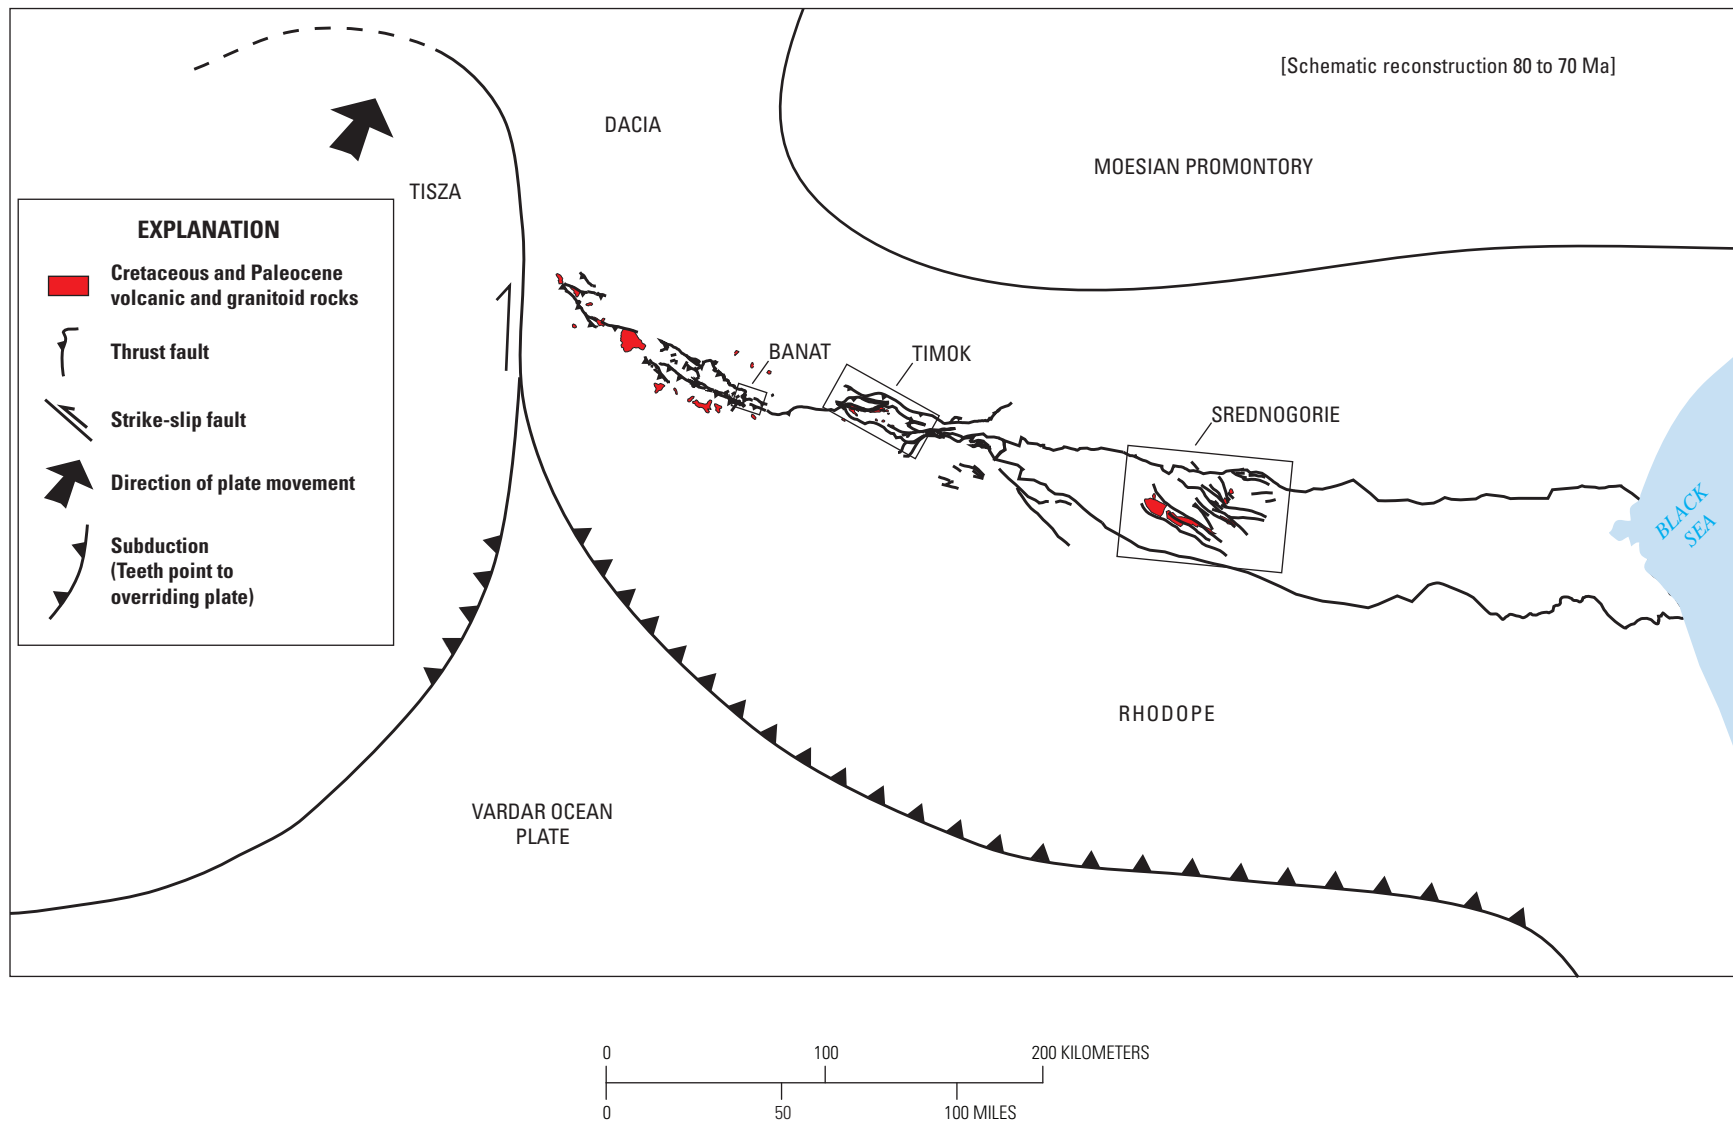 [Schematic reconstruction 80 to 70 Ma]
DACIA
MOESIAN PROMONTORY
TISZA
EXPLANATION
Cretaceous and Paleocene
volcanic and granitoid rocks
Thrust fault
Strike-slip fault
Direction of plate movement
Subduction
(Teeth point to
overriding plate)
BANAT
TIMOK
SREDNOGORIE
BLACK
SEA
RHODOPE
VARDAR OCEAN
PLATE
0
100
200 KILOMETERS
0
50
100 MILES